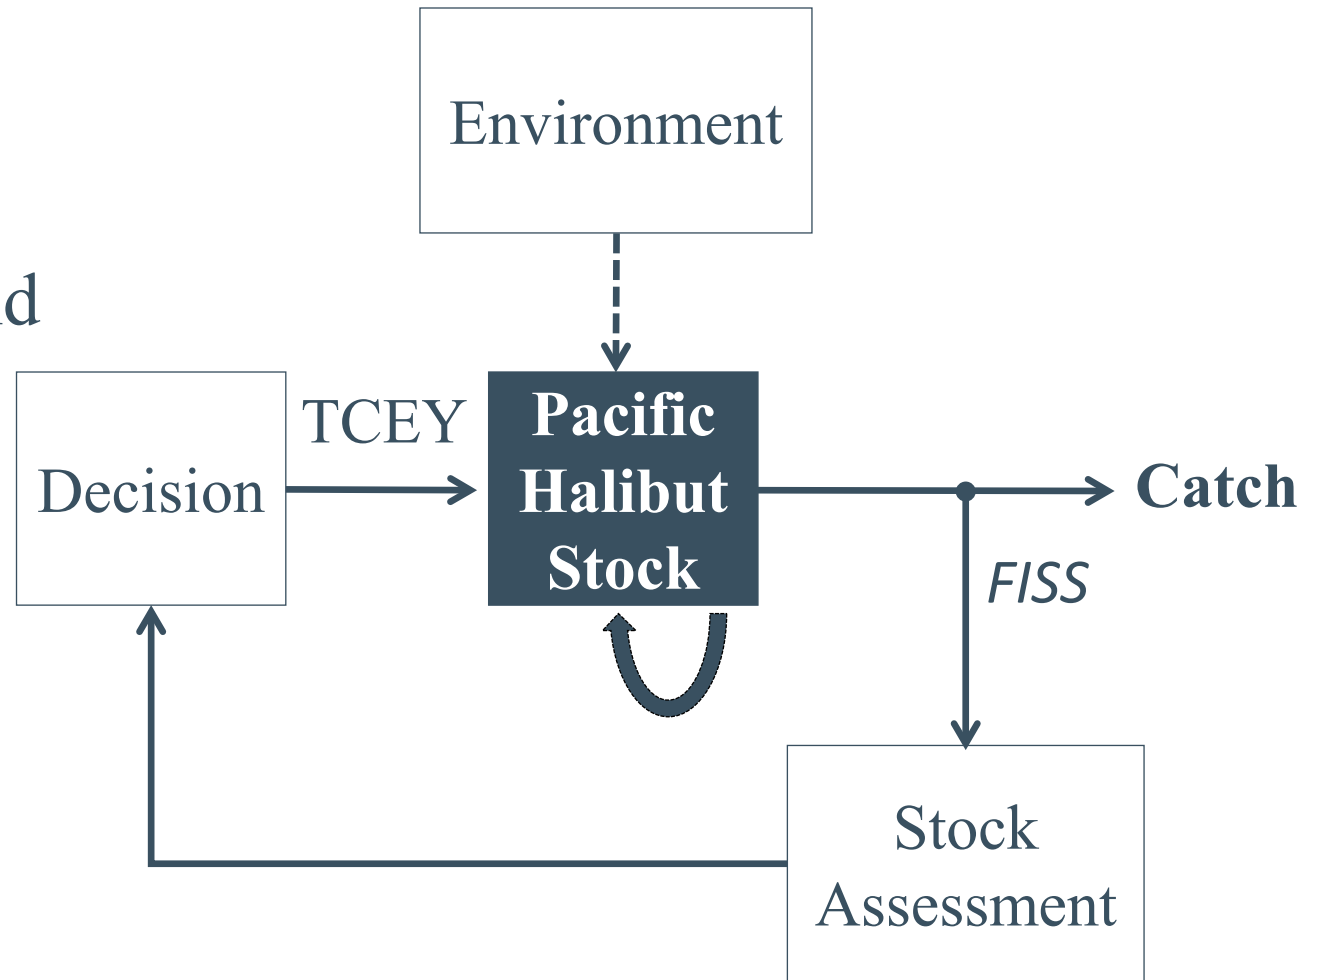 Environment
TCEY
Decision
Pacific
Halibut
Stock
Catch
FISS
Stock
Assessment